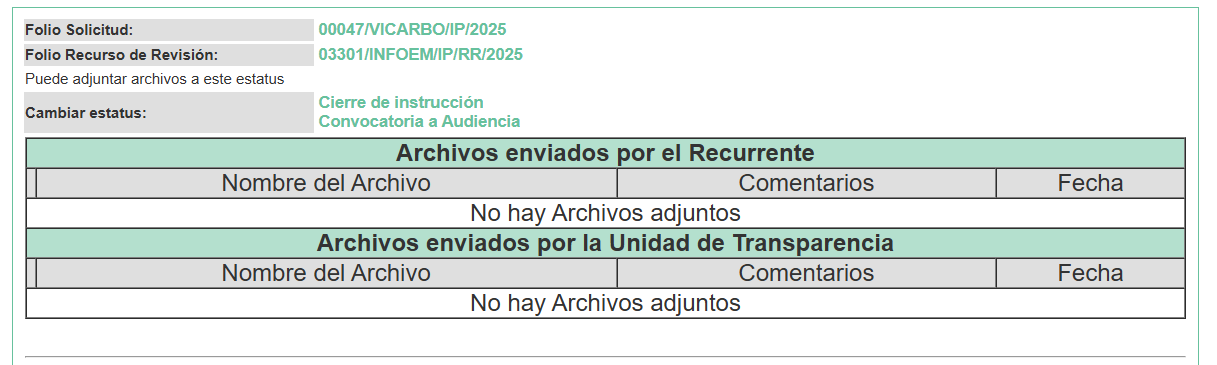 Folio Solicitud: 00047/VICARBO/IP/2025
Folio Recurso de Revisión: 03301/INFOEM/IP/RR/2025
Puede adjuntar archivos a este estatus
Cambiar estatus: Cierre de instrucción
Convocatoria a Audiencia
Archivos enviados por el Recurrente
Nombre del Archivo Comentarios Fecha
No hay Archivos adjuntos
Archivos enviados por la Unidad de Transparencia
Nombre del Archivo Comentarios Fecha
No hay Archivos adjuntos